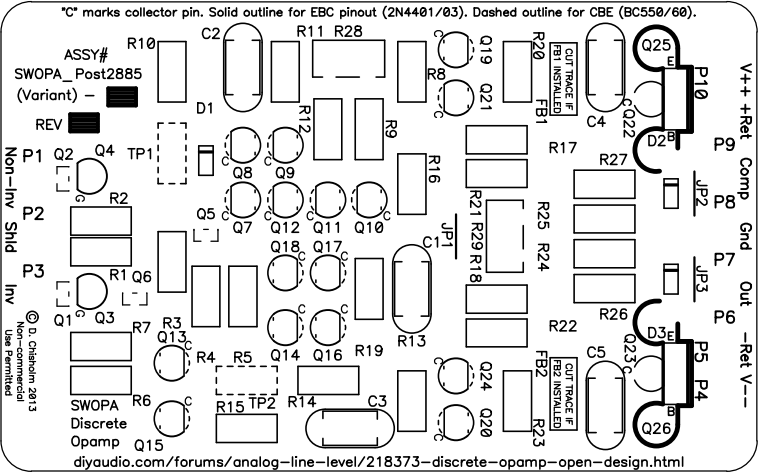 "C" marks collector pin. Solid outline for EBC pinout (2N4401/03). Dashed outline for CBE (BC550/60).
ASSY#
SWOPA_Post2885
(Variant) -
REV
R10
C2
R11
R28
R8
Q19
Q21
R20
FB1
CUT TRACE IF
FB1 INSTALLED
C4
Q25
E
P10
C
Q22
D2
B
V++ +Ret
P9
D1
R12
R9
TP1
Q8
Q9
R16
R17
R27
Comp
P1
Q2
Q4
G
Non-Inv
P2
R2
Shld
Q5
C
Q7
C
Q12
C
Q11
C
Q10
C
C1
JP1
R21
R29
R18
R25
R24
JP2
P8
Gnd
P3
R1
Q6
Inv
Q18
C
Q17
C
JP3
P7
Out
Q1
G
Q3
R3
Q13
C
R4
Q14
C
Q16
C
R19
R13
R22
R26
P6
© D. Chisholm 2013
Non-commercial
Use Permitted
R7
R5
D3
E
Q23
C
P5
P4
-Ret V--
R6
SWOPA
Discrete
Opamp
Q15
C
R15
TP2
R14
C3
Q24
C
Q20
C
FB2
R23
CUT TRACE IF
FB2 INSTALLED
C5
B
Q26
diyaudio.com/forums/analog-line-level/218373-discrete-opamp-open-design.html